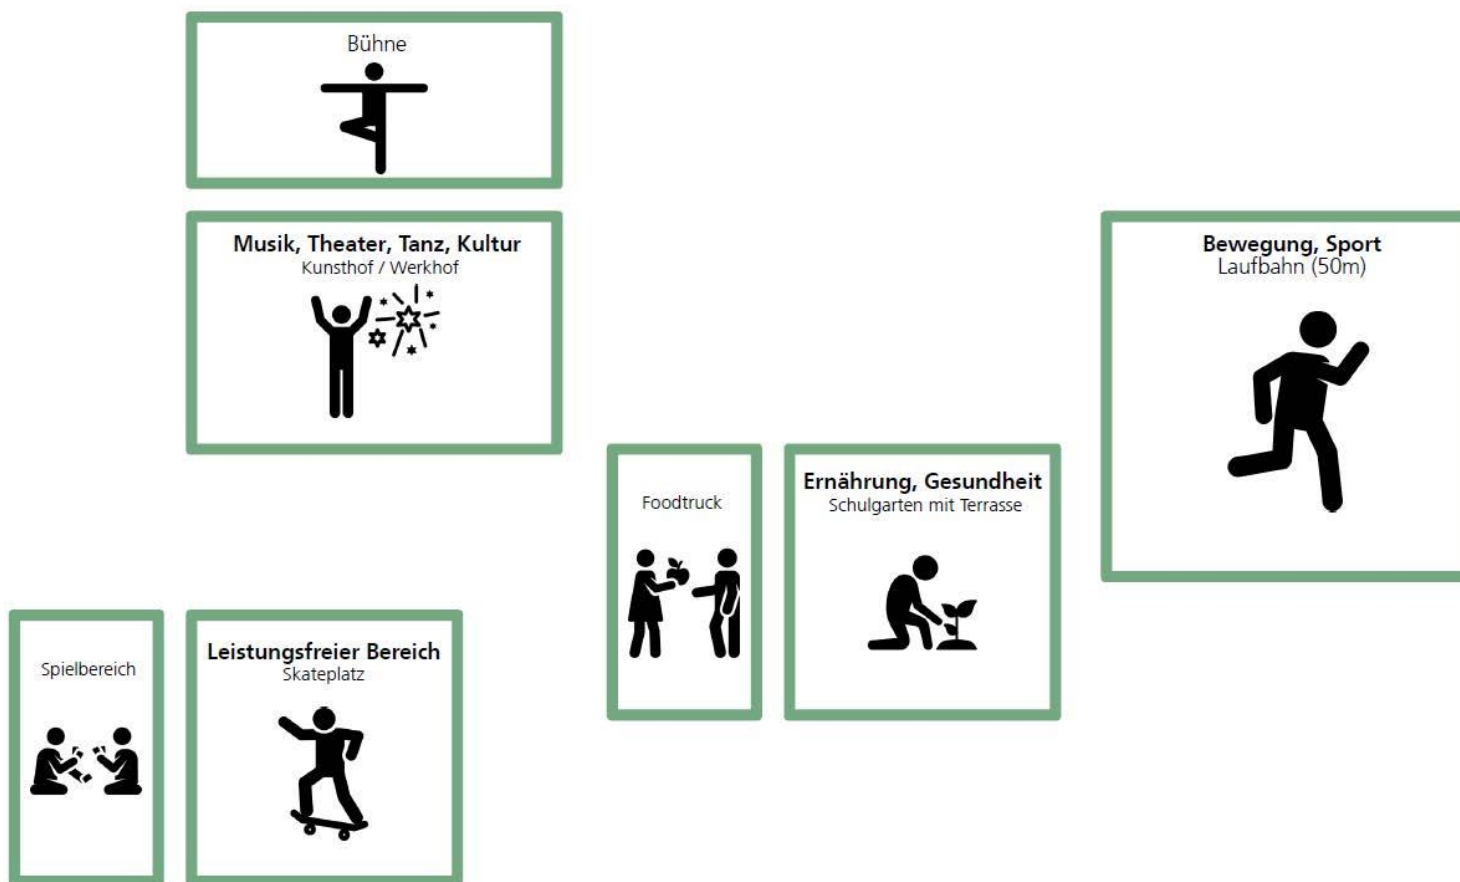 Bühne
Musik, Theater, Tanz, Kultur
Kunsthof / Werkhof
Bewegung, Sport
Laufbahn (50m)
Foodtruck
Ernährung, Gesundheit
Schulgarten mit Terrasse
Spielbereich
Leistungsfreier Bereich
Skateplatz